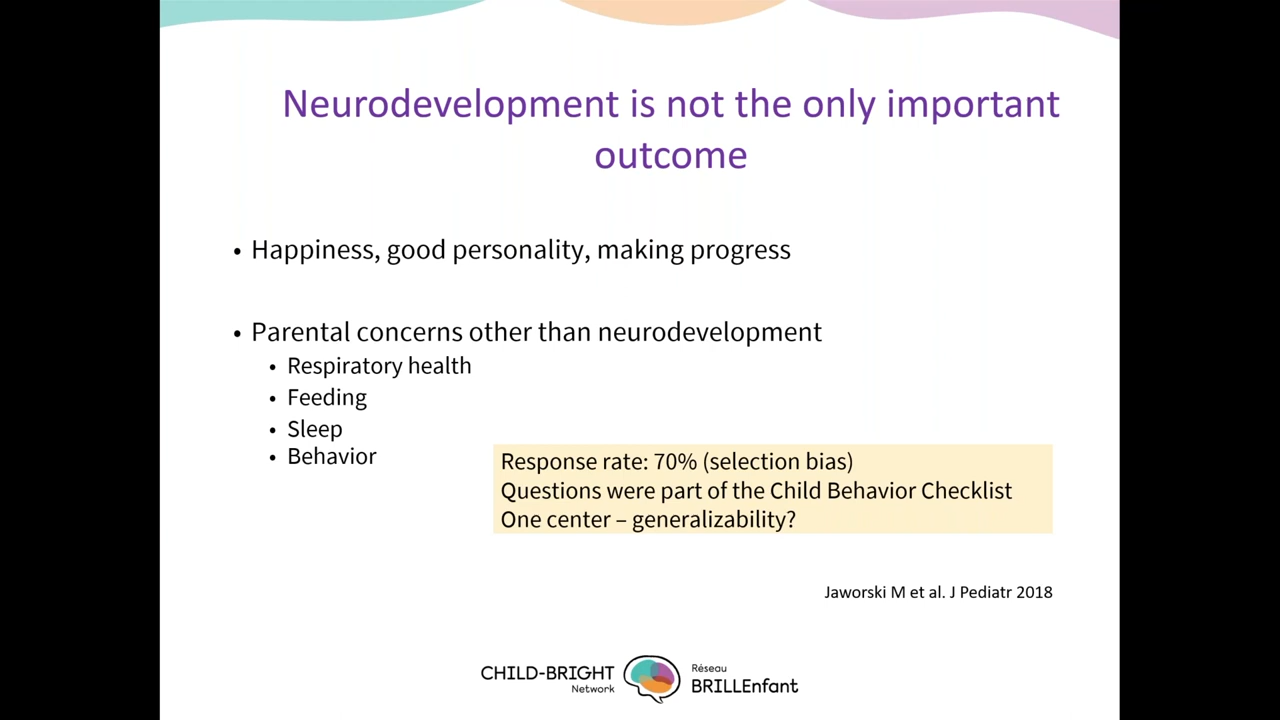 Neurodevelopment is not the only important
outcome
• Happiness, good personality, making progress
• Parental concerns other than neurodevelopment
• Respiratory health
• Feeding
• Sleep
• Behavior
Response rate: 70% (selection bias)
Questions were part of the Child Behavior Checklist
One center – generalizability?
Jaworski M et al. J Pediatr 2018
CHILD-BRIGHT
Network
Réseau
BRILLEnfant